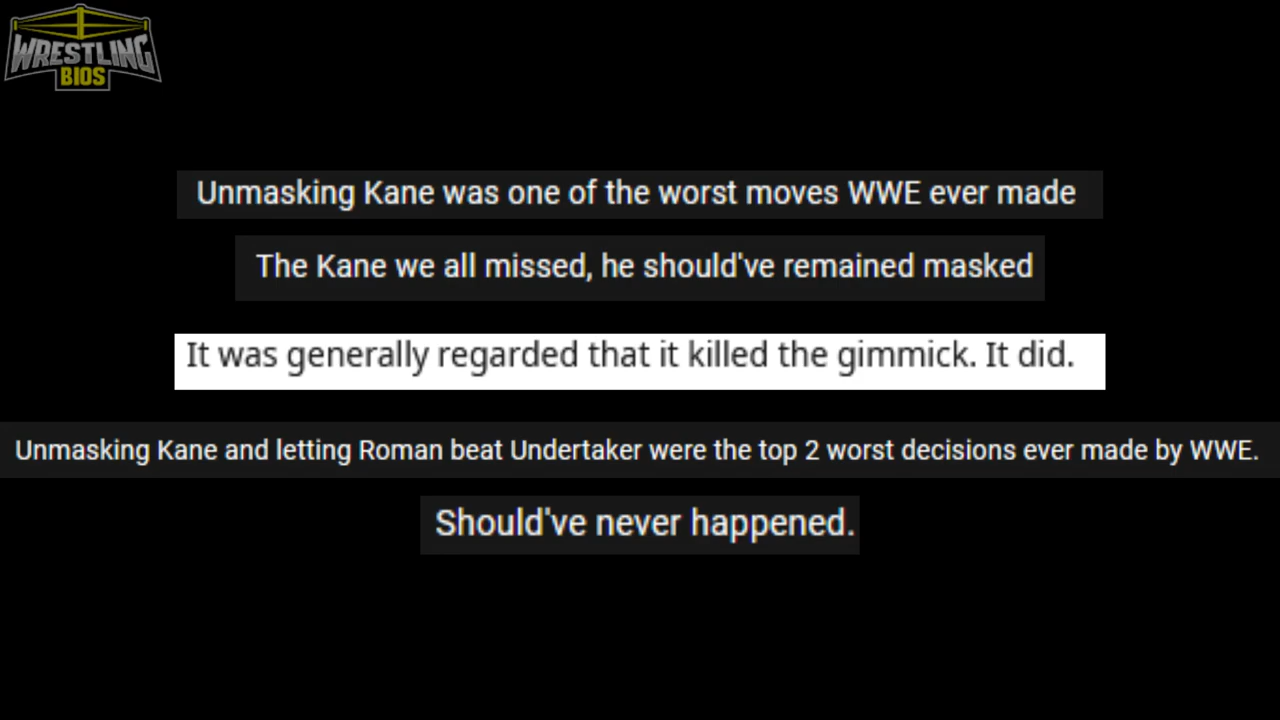 WRESTLING
BIOS
Unmasking Kane was one of the worst moves WWE ever made
The Kane we all missed, he should've remained masked
It was generally regarded that it killed the gimmick. It did.
Unmasking Kane and letting Roman beat Undertaker were the top 2 worst decisions ever made by WWE.
Should've never happened.